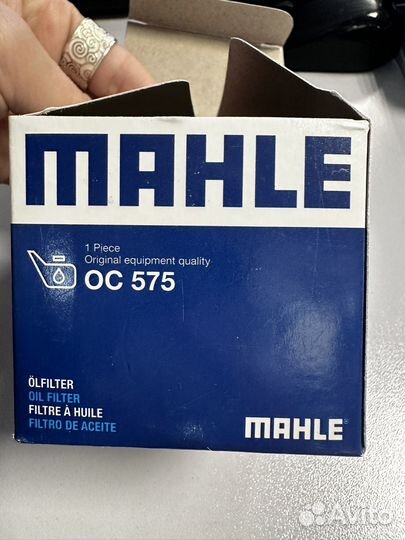 MAHLE
1 Piece
Original equipment quality
OC 575
ÖLFILTER
OIL FILTER
FILTRE À HUILE
FILTRO DE ACEITE
MAHLE
Avito